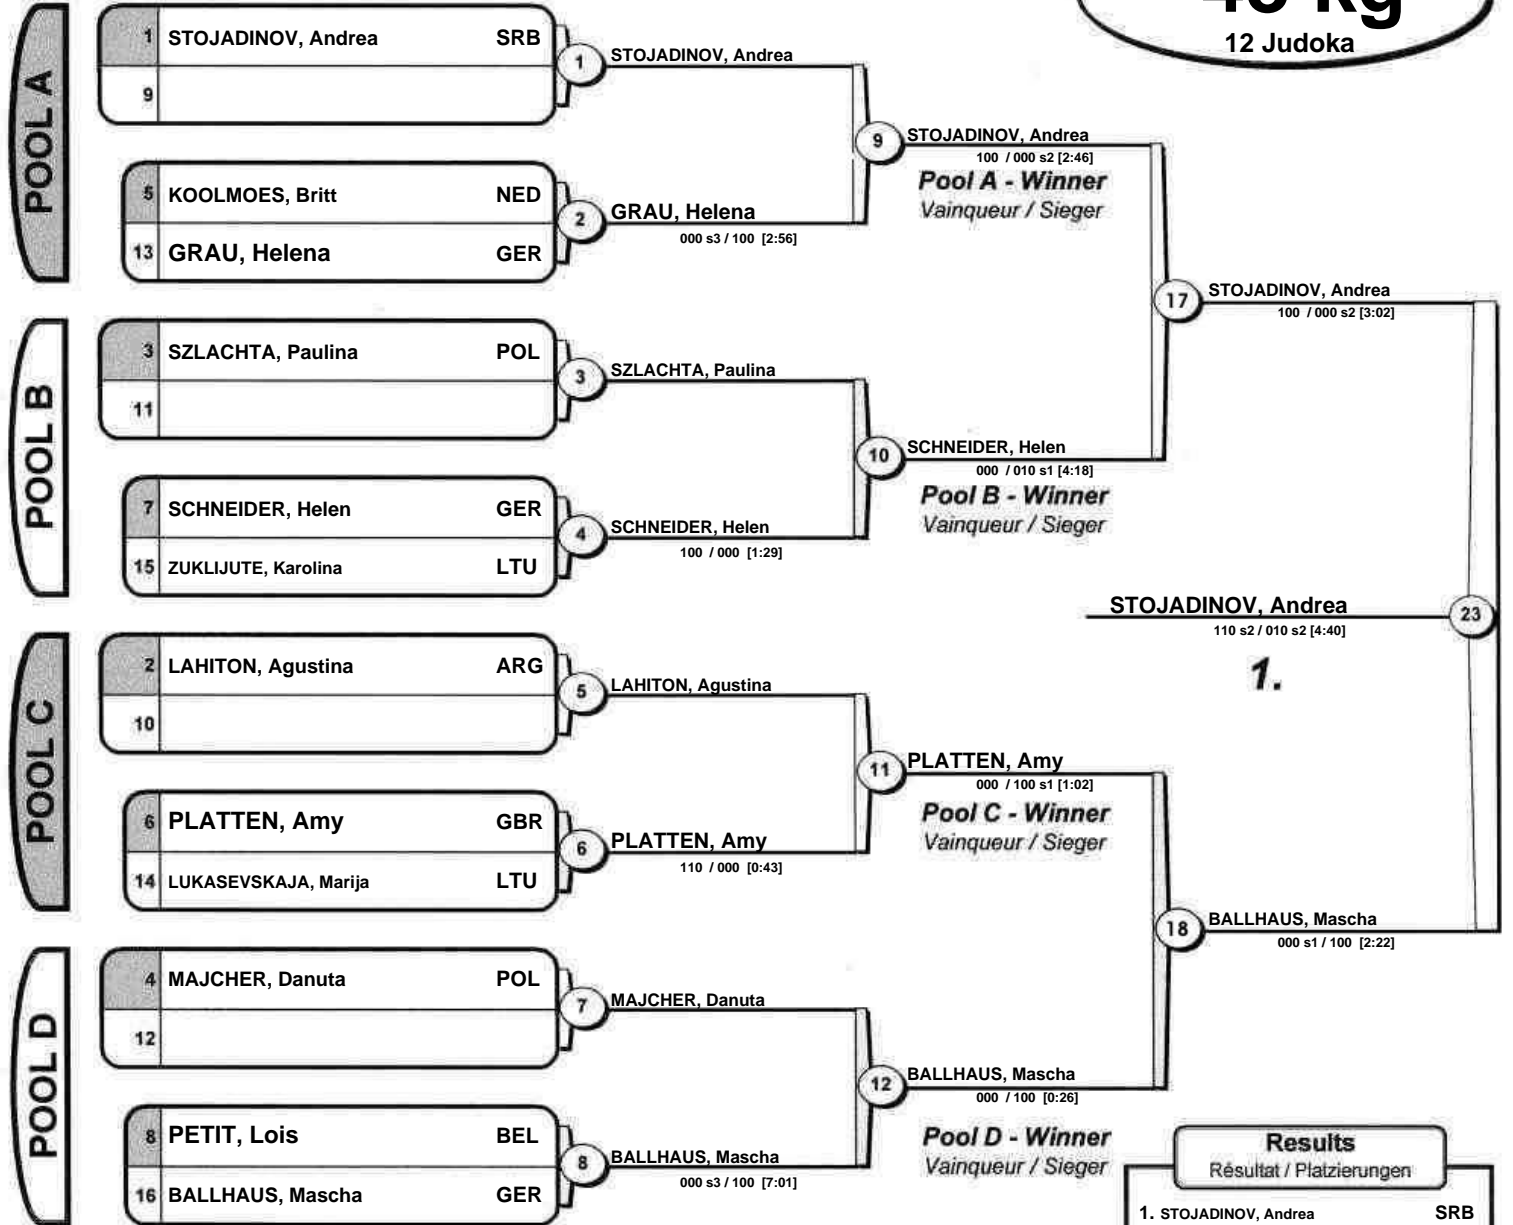 48 kg
12 Judoka
POOL A
1 STOJADINOV, Andrea SRB
9
1 STOJADINOV, Andrea
5 KOOLMOES, Britt NED
13 GRAU, Helena GER
2 GRAU, Helena
000 s3 / 100 [2:56]
9 STOJADINOV, Andrea
100 / 000 s2 [2:46]
Pool A - Winner
Vainqueur / Sieger
POOL B
3 SZLACHTA, Paulina POL
11
3 SZLACHTA, Paulina
7 SCHNEIDER, Helen GER
15 ZUKLIJUTE, Karolina LTU
4 SCHNEIDER, Helen
100 / 000 [1:29]
10 SCHNEIDER, Helen
000 / 010 s1 [4:18]
Pool B - Winner
Vainqueur / Sieger
17 STOJADINOV, Andrea
100 / 000 s2 [3:02]
STOJADINOV, Andrea 23
110 s2 / 010 s2 [4:40]
1.
POOL C
2 LAHITON, Agustina ARG
10
5 LAHITON, Agustina
6 PLATTEN, Amy GBR
14 LUKASEVSKAJA, Marija LTU
6 PLATTEN, Amy
110 / 000 [0:43]
11 PLATTEN, Amy
000 / 100 s1 [1:02]
Pool C - Winner
Vainqueur / Sieger
POOL D
4 MAJCHER, Danuta POL
12
7 MAJCHER, Danuta
8 PETIT, Lois BEL
16 BALLHAUS, Mascha GER
8 BALLHAUS, Mascha
000 s3 / 100 [7:01]
12 BALLHAUS, Mascha
000 / 100 [0:26]
Pool D - Winner
Vainqueur / Sieger
18 BALLHAUS, Mascha
000 s1 / 100 [2:22]
Results
Résultat / Platzierungen
1. STOJADINOV, Andrea SRB